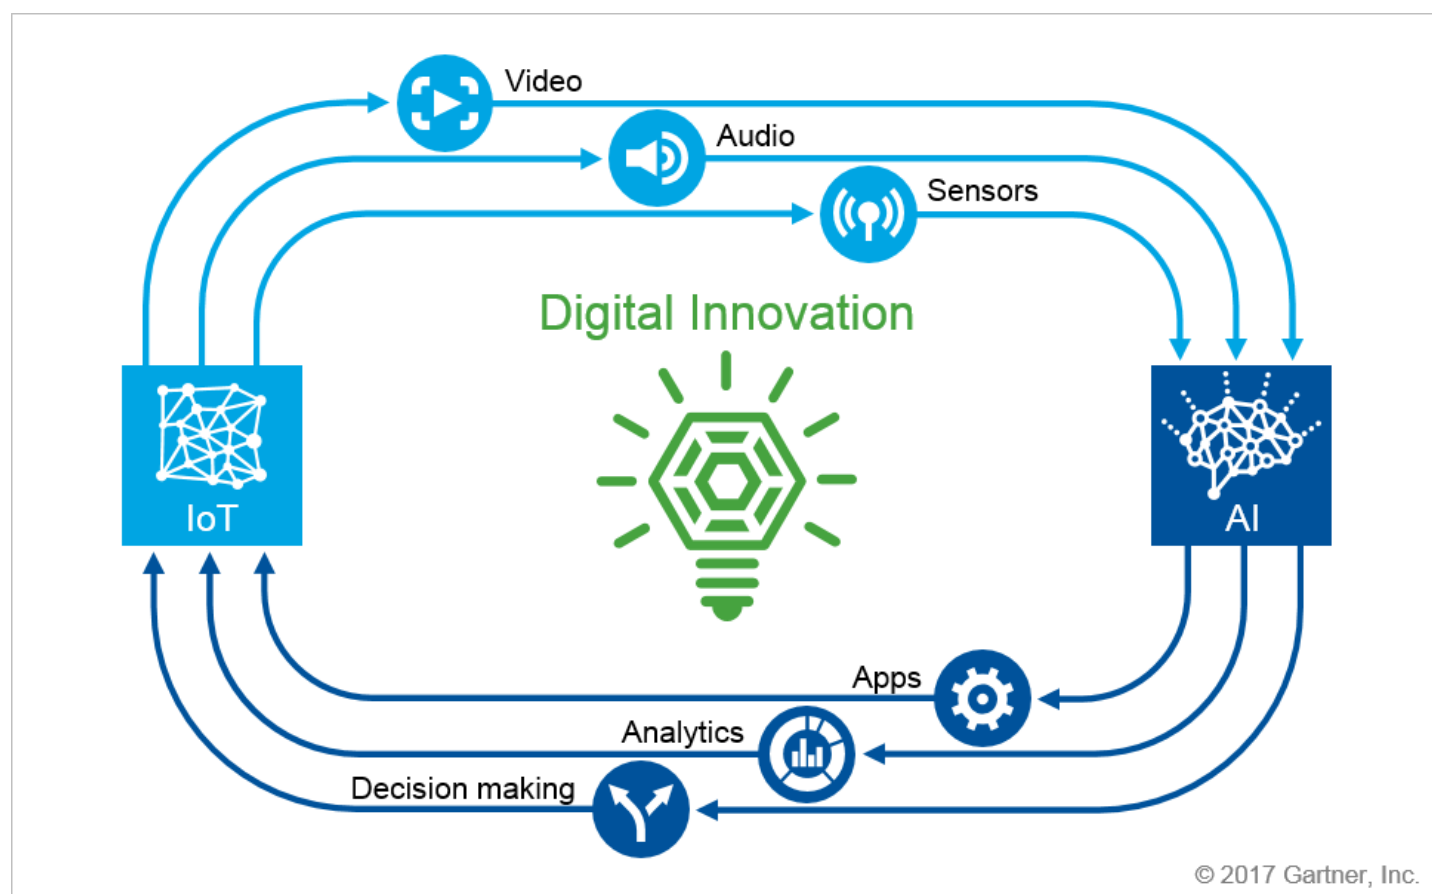 Video
Audio
Sensors
Digital Innovation
IoT
AI
Apps
Analytics
Decision making
© 2017 Gartner, Inc.